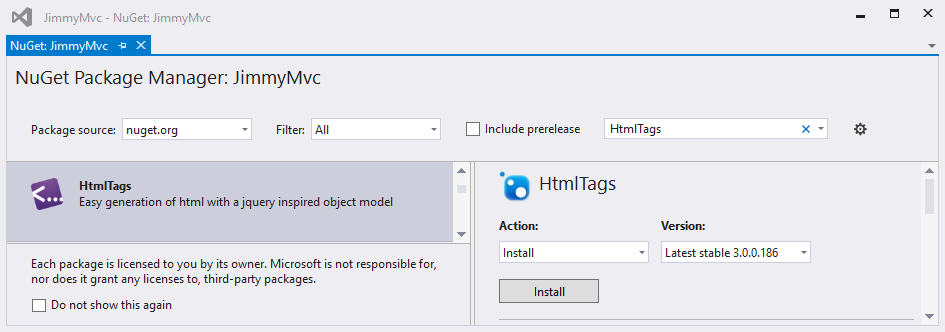 JimmyMvc - NuGet: JimmyMvc
NuGet: JimmyMvc
NuGet Package Manager: JimmyMvc
Package source: nuget.org Filter: All Include prerelease HtmlTags
HtmlTags
Easy generation of html with a jquery inspired object model
Each package is licensed to you by its owner. Microsoft is not responsible for,
nor does it grant any licenses to, third-party packages.
Do not show this again
HtmlTags
Action: Version:
Install Latest stable 3.0.0.186
Install